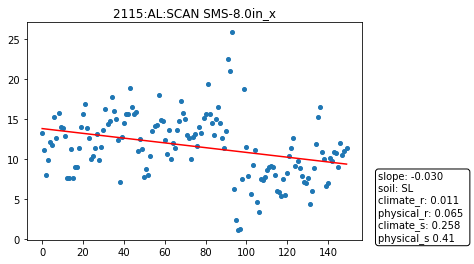 2115:AL:SCAN SMS-8.0in_x
25
20
15
10
5
0
0 20 40 60 80 100 120 140
slope: -0.030
soil: SL
climate_r: 0.011
physical_r: 0.065
climate_s: 0.258
physical_s 0.41